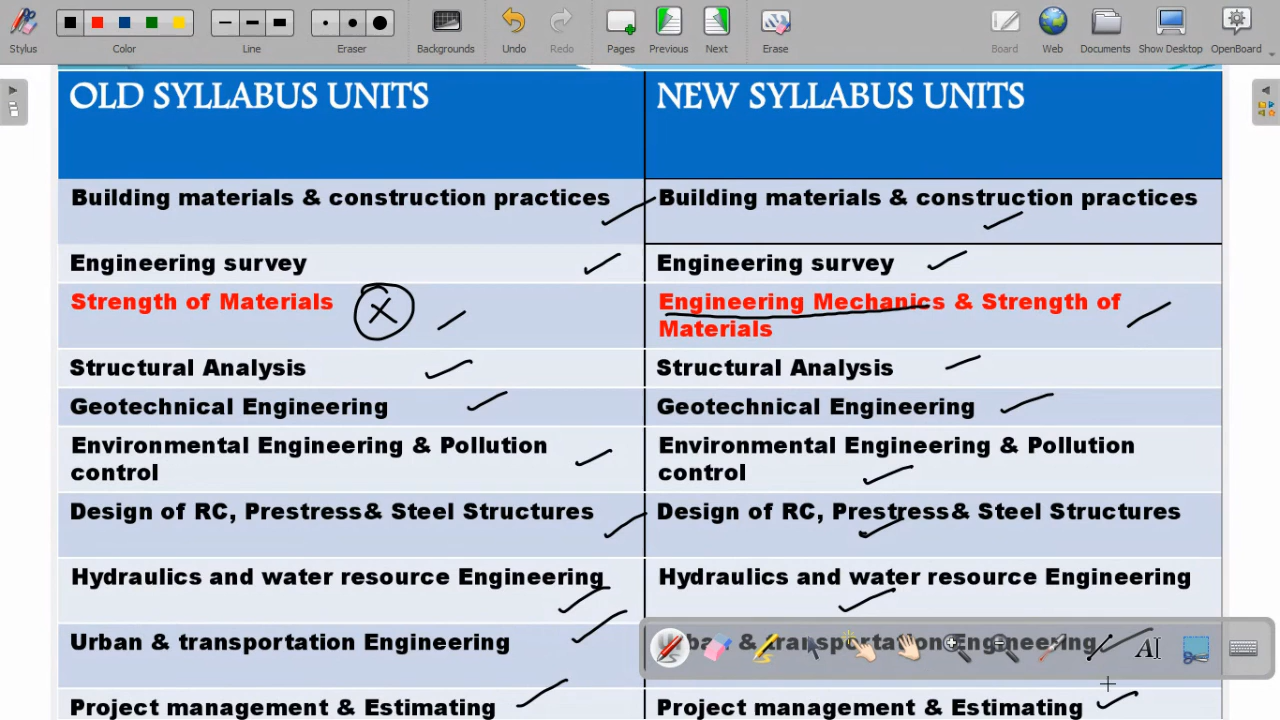 Stylus
Color
Line
Eraser
Backgrounds
Undo
Redo
Pages
Previous
Next
Erase
Board
Web
Documents
Show Desktop
OpenBoard
OLD SYLLABUS UNITS
NEW SYLLABUS UNITS
Building materials & construction practices
Building materials & construction practices
Engineering survey
Engineering survey
Strength of Materials
Engineering Mechanics & Strength of
Materials
Structural Analysis
Structural Analysis
Geotechnical Engineering
Geotechnical Engineering
Environmental Engineering & Pollution
control
Environmental Engineering & Pollution
control
Design of RC, Prestress& Steel Structures
Design of RC, Prestress& Steel Structures
Hydraulics and water resource Engineering
Hydraulics and water resource Engineering
Urban & transportation Engineering
Urban & transportation Engineering
Project management & Estimating
Project management & Estimating